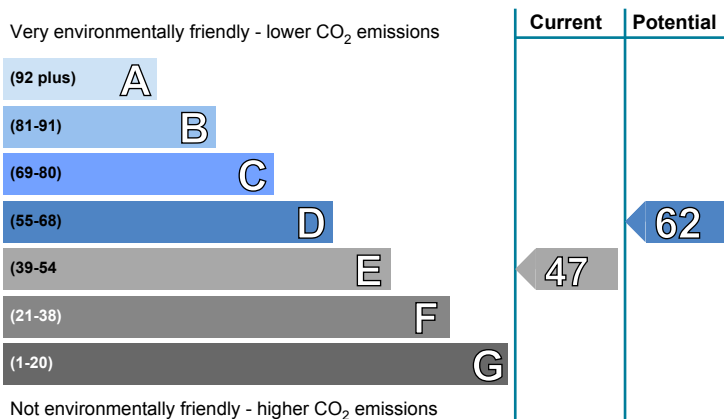 Current Potential
Very environmentally friendly - lower CO2 emissions
(92 plus) A
(81-91) B
(69-80) C
(55-68) D 62
(39-54 E 47
(21-38) F
(1-20) G
Not environmentally friendly - higher CO2 emissions